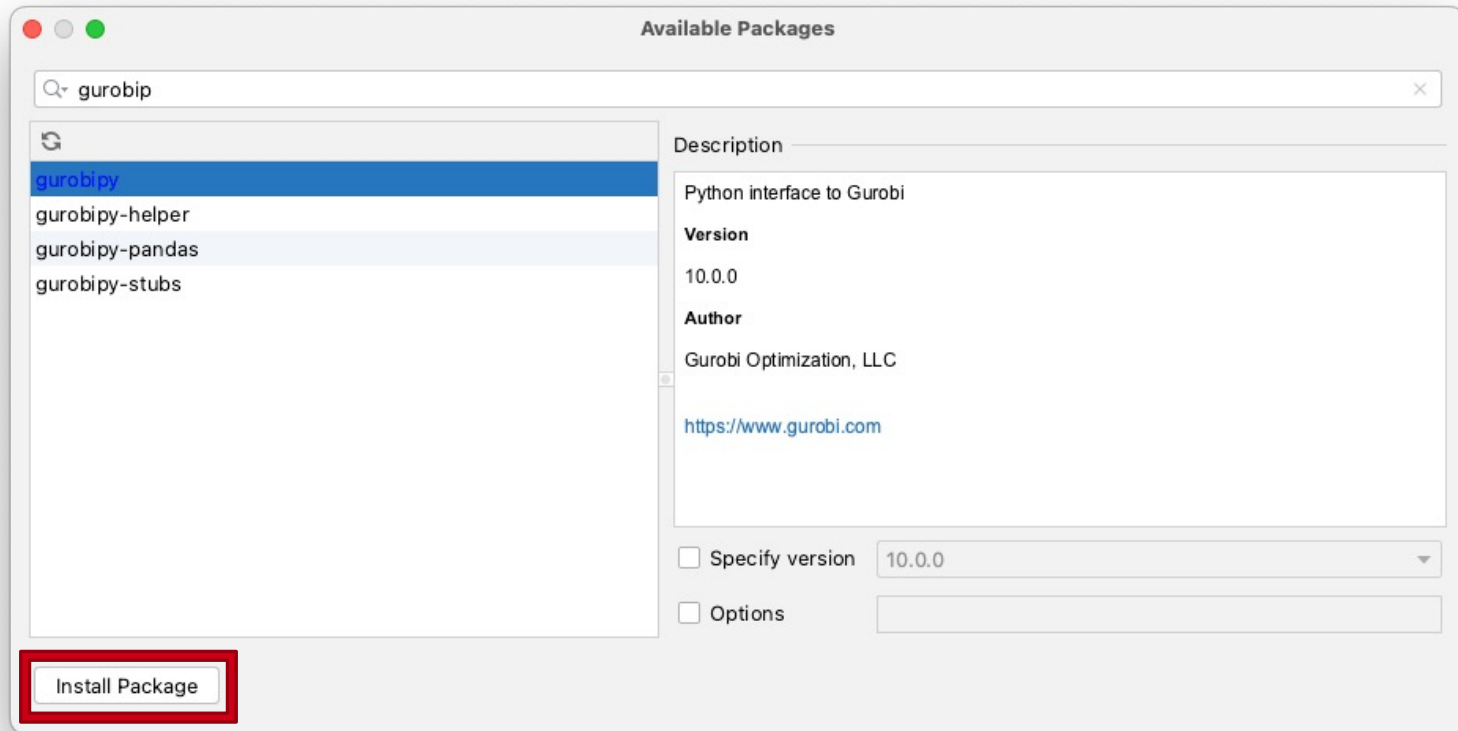 Available Packages
gurobip
gurobipy
gurobipy-helper
gurobipy-pandas
gurobipy-stubs
Description
Python interface to Gurobi
Version
10.0.0
Author
Gurobi Optimization, LLC
https://www.gurobi.com
Specify version 10.0.0
Options
Install Package